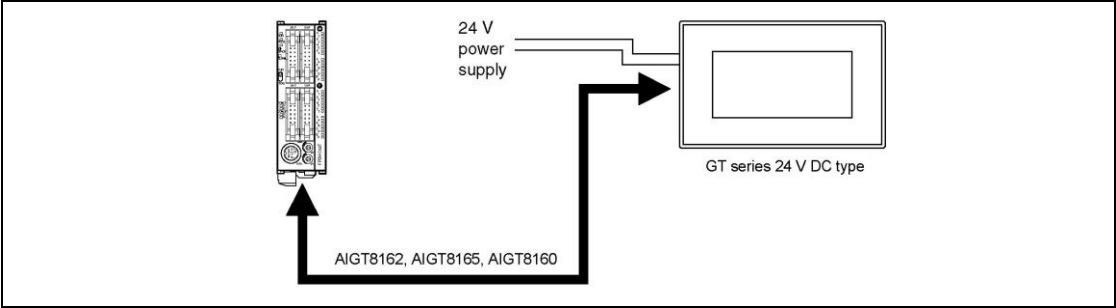 24 V
power
supply
GT series 24 V DC type
AIGT8162, AIGT8165, AIGT8160